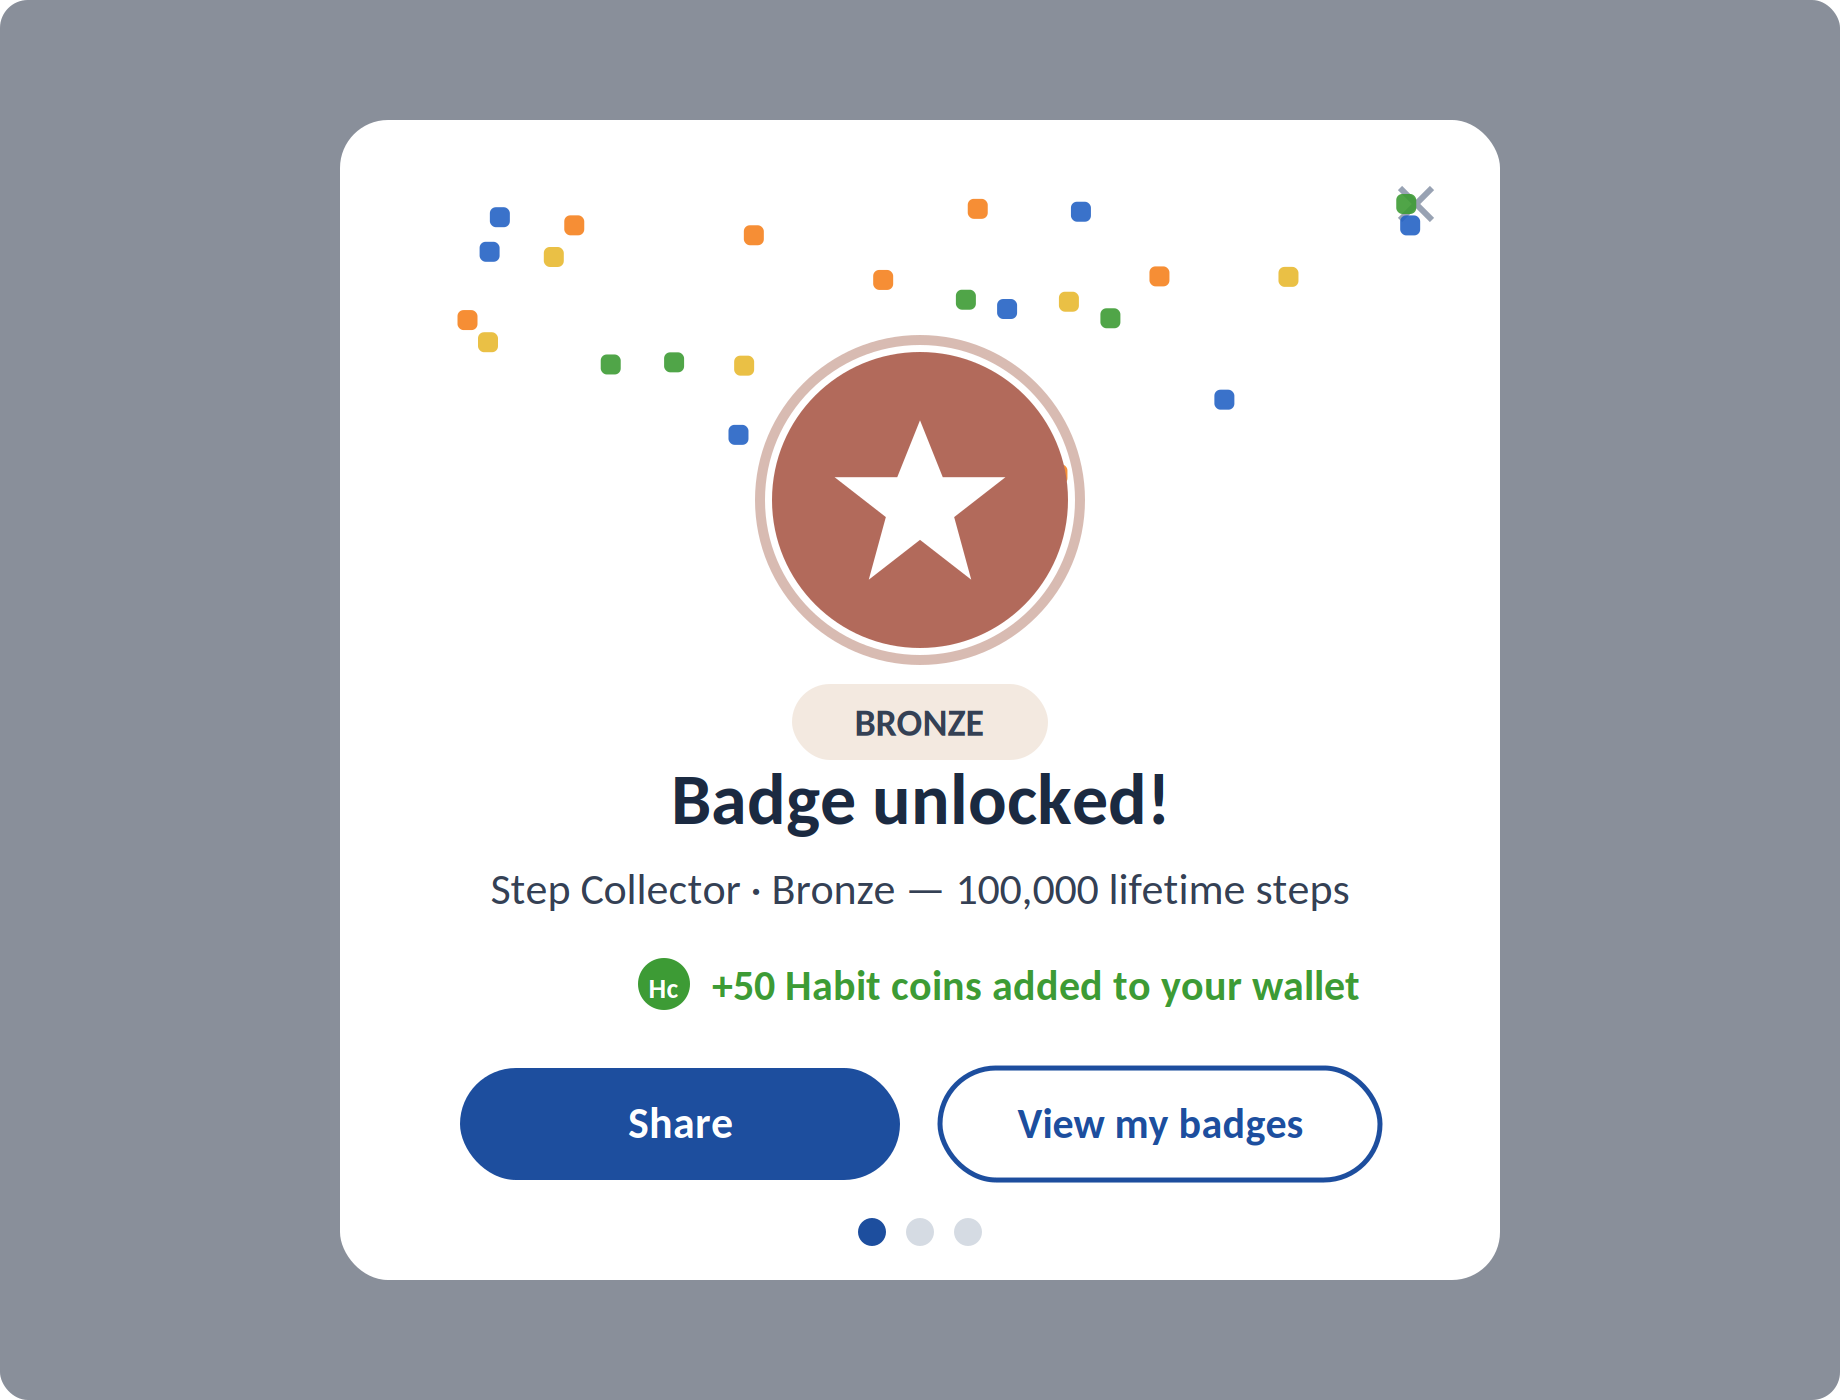 BRONZE
Badge unlocked!
Step Collector · Bronze — 100,000 lifetime steps
Hc +50 Habit coins added to your wallet
Share
View my badges